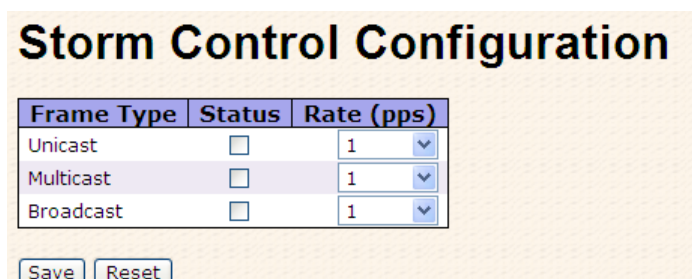 Storm Control Configuration
Frame Type Status Rate (pps)
Unicast 1
Multicast 1
Broadcast 1
Save Reset